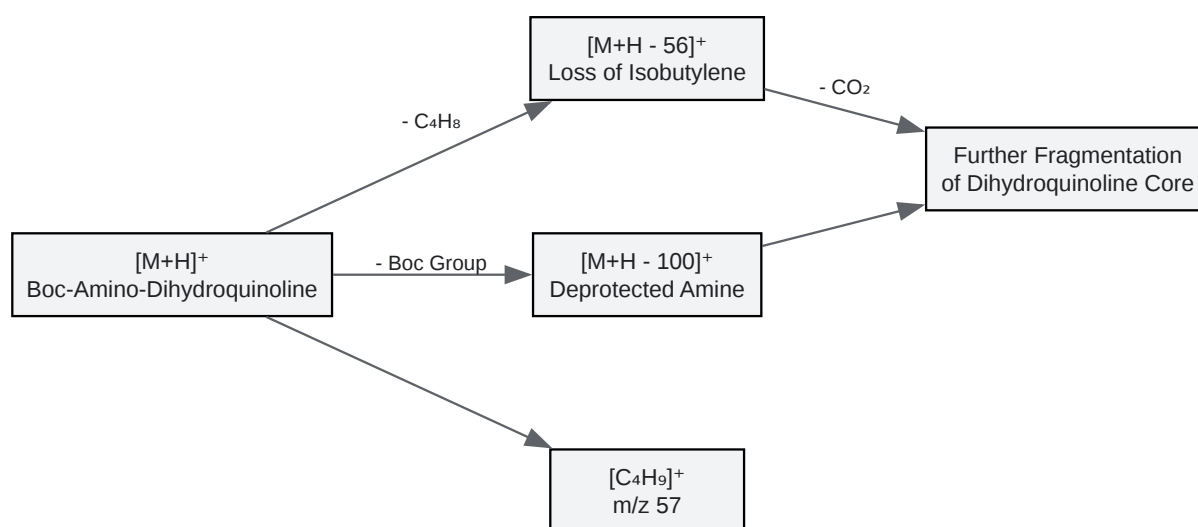 [M+H - 56]⁺
Loss of Isobutylene
- CO₂
- C₄H₈
Further Fragmentation
of Dihydroquinoline Core
[M+H]⁺
Boc-Amino-Dihydroquinoline
- Boc Group
[M+H - 100]⁺
Deprotected Amine
[C₄H₉]⁺
m/z 57